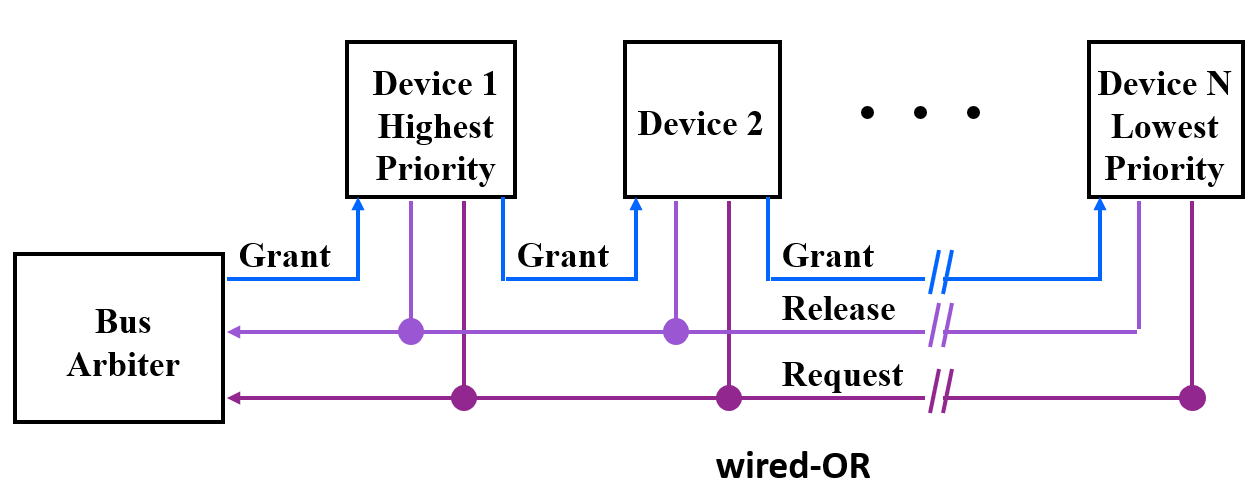 Device 1
Highest
Priority
Device 2
Device N
Lowest
Priority
Grant
Grant
Grant
Bus
Arbiter
Release
Request
wired-OR